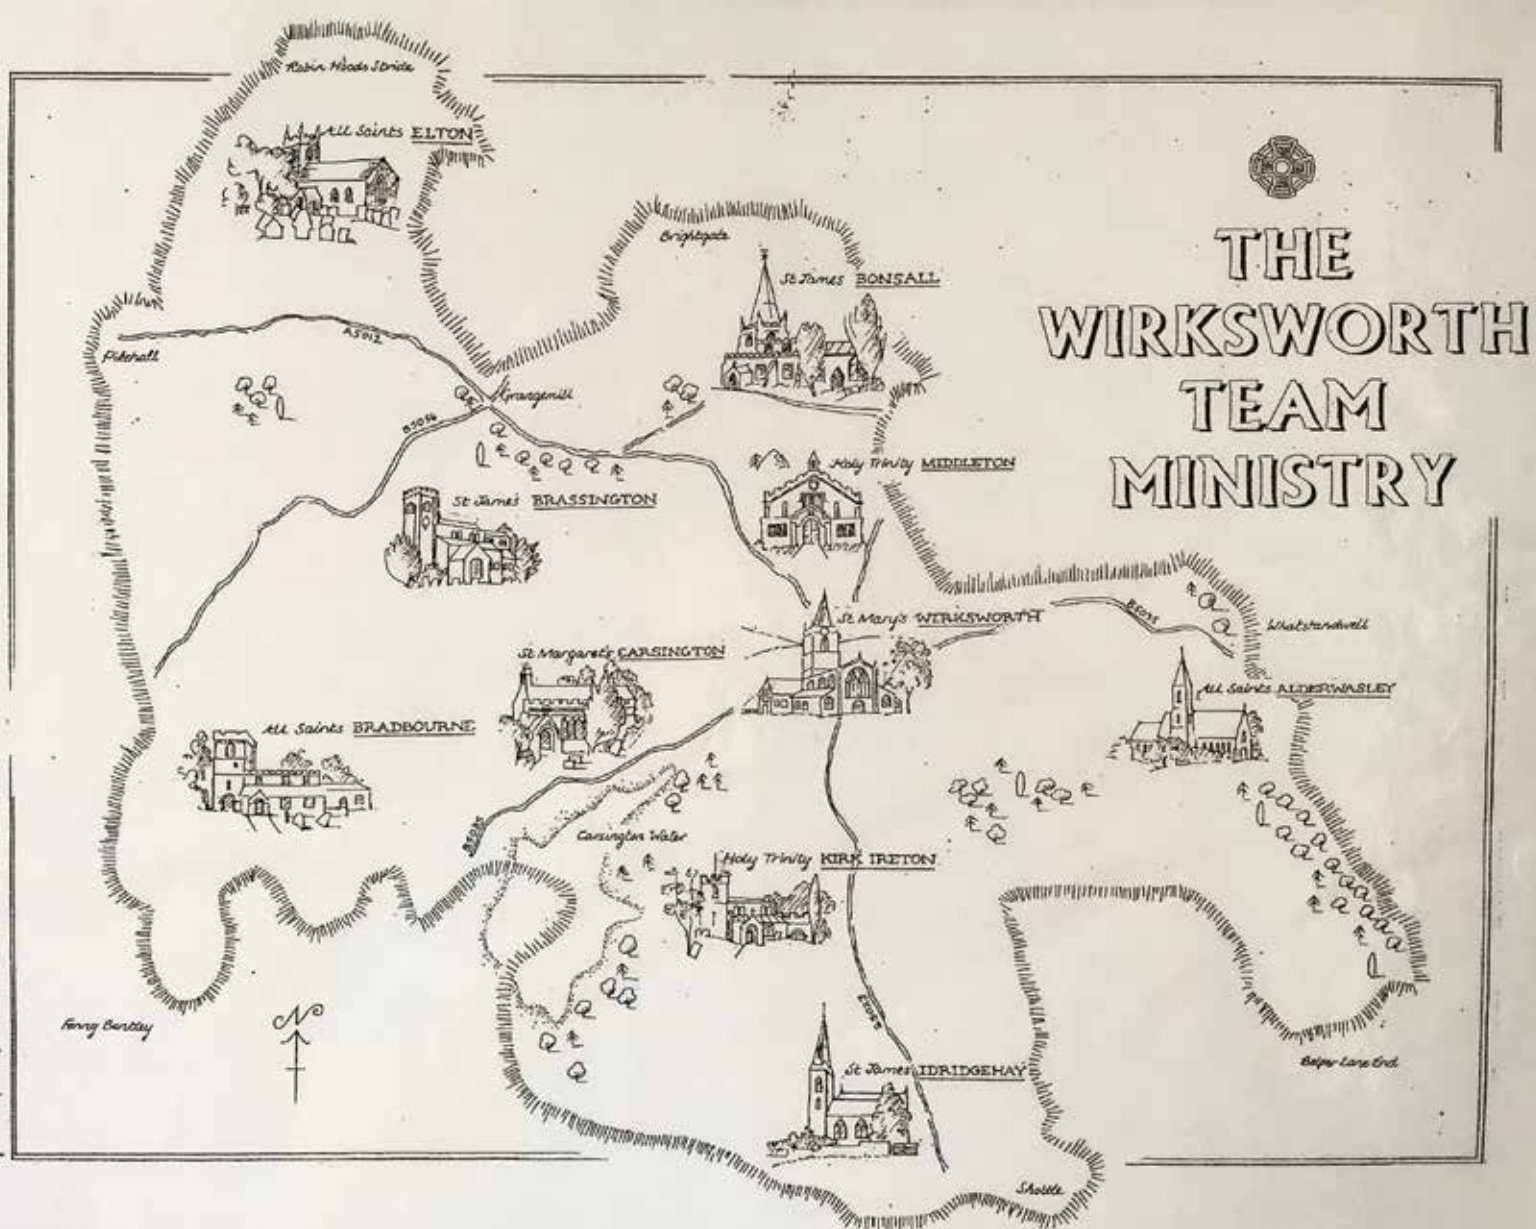 Robin Hoods Stride
All Saints ELTON
THE
WIRKSWORTH
TEAM
MINISTRY
Brightgate
St James BONSALL
A5012
Pikehall
Grangemill
B5056
Holy Trinity MIDDLETON
St James BRASSINGTON
St Mary's WIRKSWORTH
B5035
Whatstandwell
St Margaret's CARSINGTON
All Saints ALDERWASLEY
All Saints BRADBOURNE
B5035
Carsington Water
Holy Trinity KIRK IRETON
B5023
Fenny Bentley
N
Belper Lane End
St James IDRIDGEHAY
Shottle